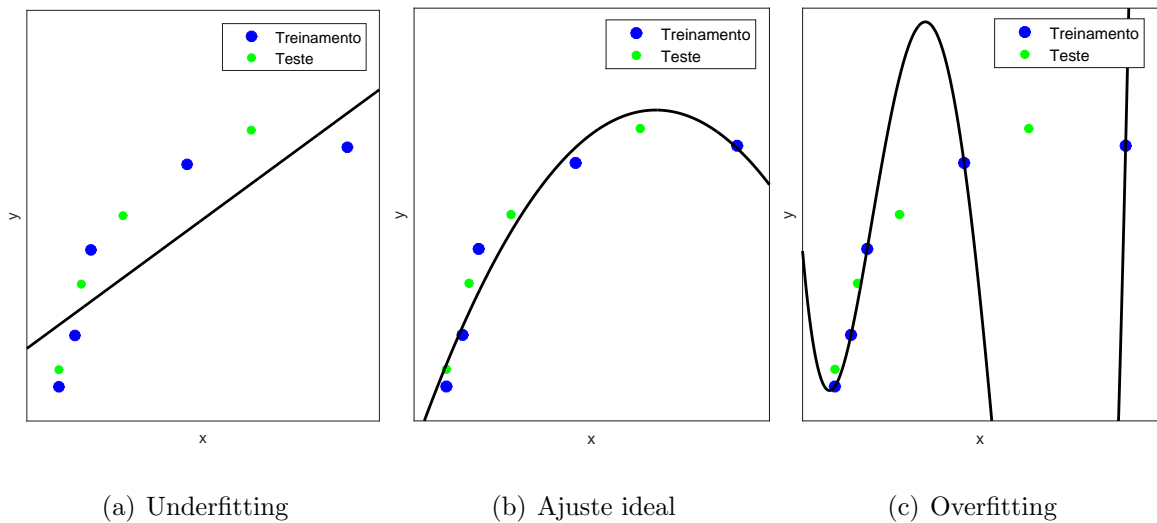 Treinamento
Teste
y
x
(a) Underfitting
Treinamento
Teste
y
x
(b) Ajuste ideal
Treinamento
Teste
y
x
(c) Overfitting